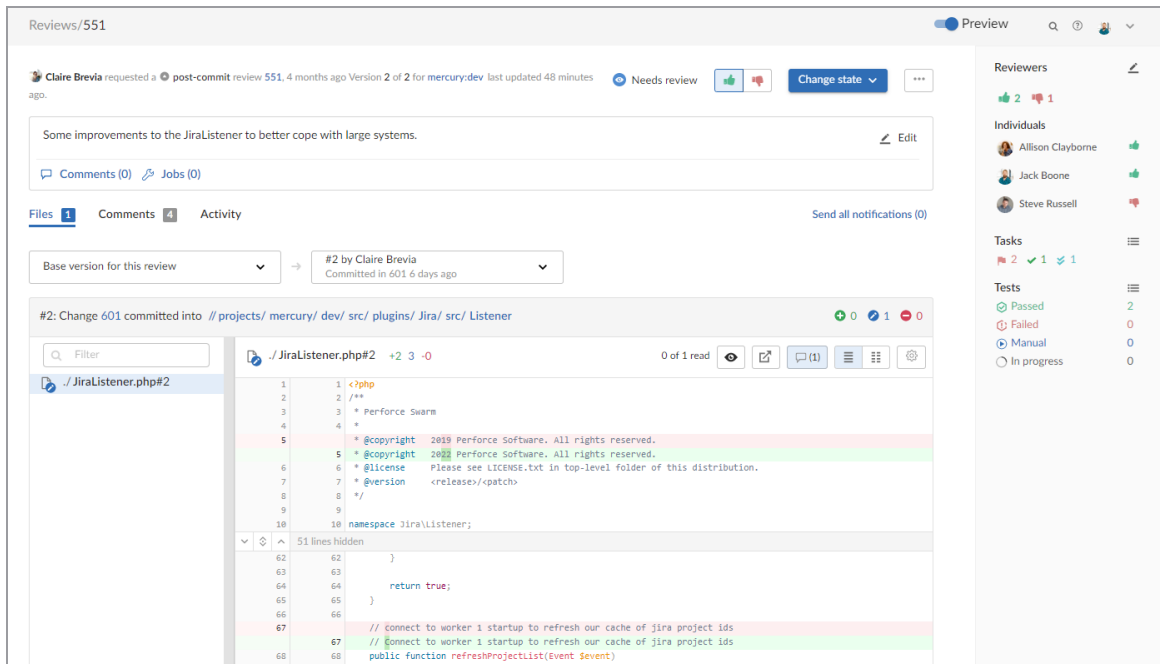 Reviews/551
Preview
Claire Brevia requested a post-commit review 551, 4 months ago Version 2 of 2 for mercury:dev last updated 48 minutes
ago.
Needs review
Change state
Some improvements to the JiraListener to better cope with large systems.
Edit
Comments (0) Jobs (0)
Files 1 Comments 4 Activity
Send all notifications (0)
Base version for this review
#2 by Claire Brevia
Committed in 601 6 days ago
#2: Change 601 committed into //projects/ mercury/ dev/ src/ plugins/ Jira/ src/ Listener
0 1 0
Filter
./ JiraListener.php#2
./ JiraListener.php#2 +2 3 -0
0 of 1 read
(1)
1 1 <?php
2 2 /**
3 3 * Perforce Swarm
4 4 *
5 * @copyright 2019 Perforce Software. All rights reserved.
5 * @copyright 2022 Perforce Software. All rights reserved.
6 6 * @license Please see LICENSE.txt in top-level folder of this distribution.
7 7 * @version <release>/<patch>
8 8 */
9 9
10 10 namespace Jira\Listener;
51 lines hidden
62 62 }
63 63
64 64 return true;
65 65 }
66 66
67 // connect to worker 1 startup to refresh our cache of jira project ids
67 // Connect to worker 1 startup to refresh our cache of jira project ids
68 68 public function refreshProjectList(Event $event)
Reviewers
2 1
Individuals
Allison Clayborne
Jack Boone
Steve Russell
Tasks
2 1 1
Tests
Passed 2
Failed 0
Manual 0
In progress 0